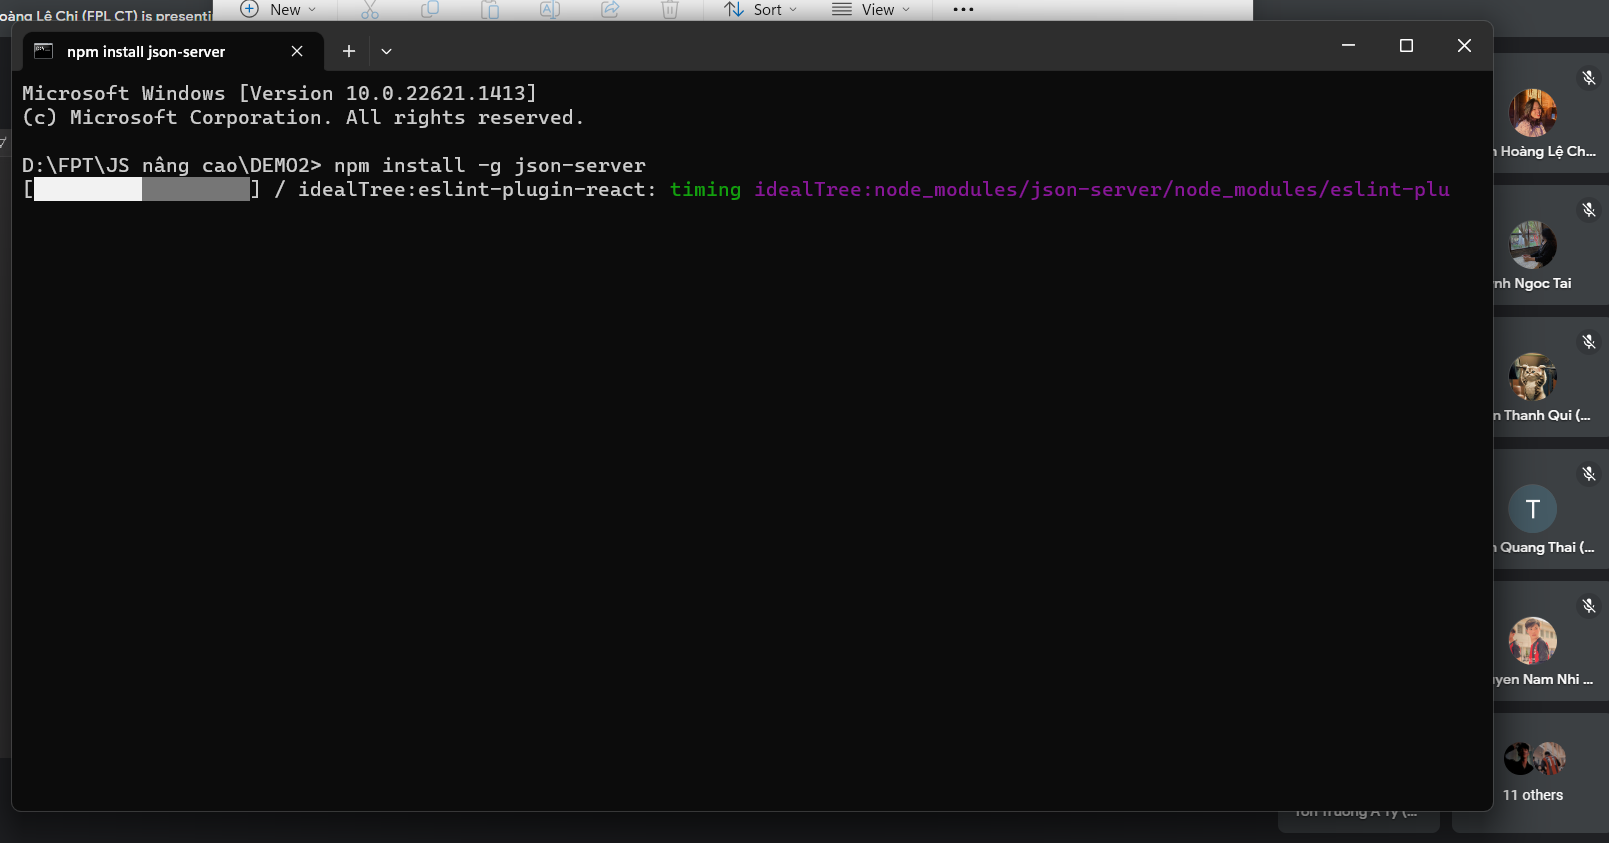 oàng Lê Chi (FPL CT) is presenti
New
Sort
View
npm install json-server
Microsoft Windows [Version 10.0.22621.1413]
(c) Microsoft Corporation. All rights reserved.
D:\FPT\JS nâng cao\DEMO2> npm install -g json-server
[ ] / idealTree:eslint-plugin-react: timing idealTree:node_modules/json-server/node_modules/eslint-plu
Hoàng Lệ Ch...
nh Ngoc Tai
n Thanh Qui (...
T
Quang Thai (...
yen Nam Nhi ...
11 others